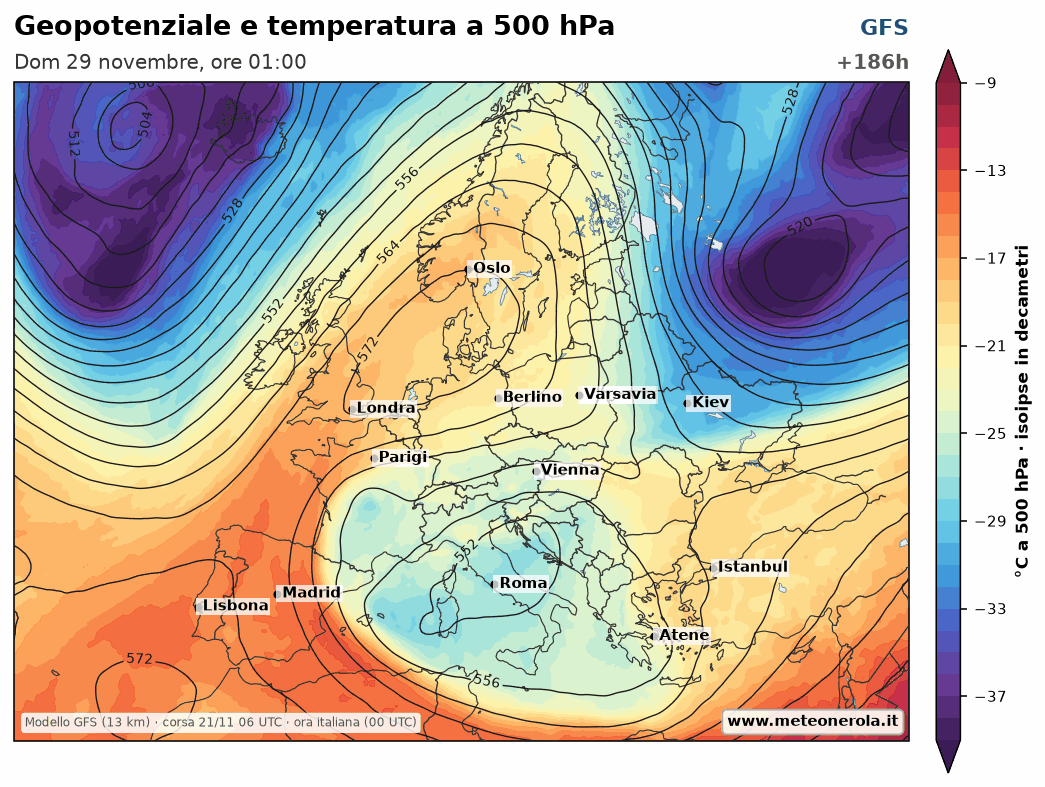 Geopotenziale e temperatura a 500 hPa
GFS
Dom 29 novembre, ore 01:00
+186h
504
512
528
556
564
552
572
528
520
Oslo
Londra
Berlino
Varsavia
Kiev
Parigi
Vienna
552
Roma
Istanbul
Madrid
Lisbona
Atene
572
556
Modello GFS (13 km) · corsa 21/11 06 UTC · ora italiana (00 UTC)
www.meteonerola.it
−9
−13
−17
−21
−25
−29
−33
−37
°C a 500 hPa · isoipse in decametri